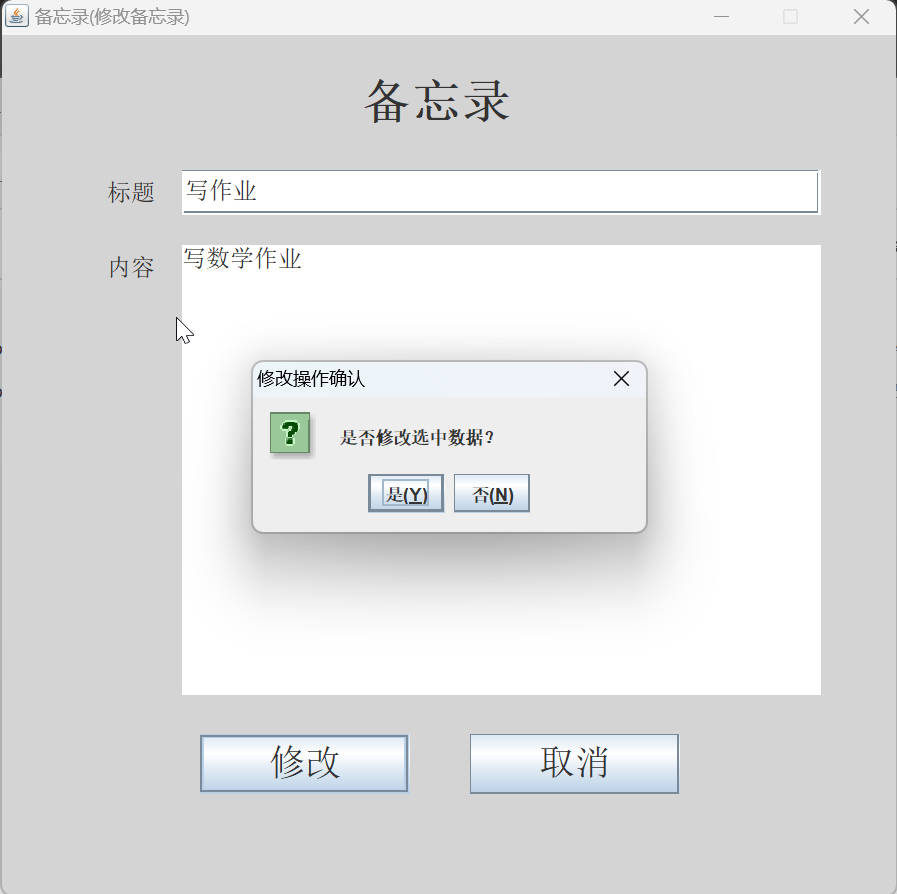 备忘录(修改备忘录)
备忘录
标题 写作业
内容 写数学作业
修改操作确认
是否修改选中数据?
是(Y) 否(N)
修改 取消